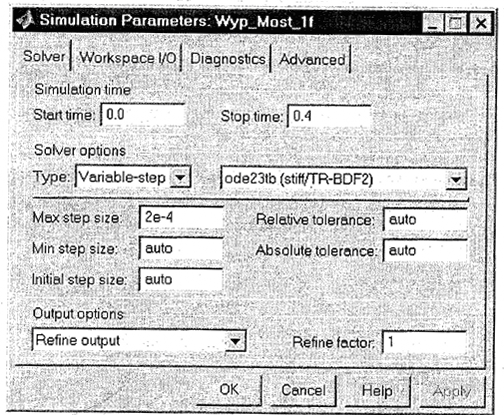 Simulation Parameters: Wyp_Most_1f
Solver Workspace I/O Diagnostics Advanced
Simulation time
Start time: 0.0 Stop time: 0.4
Solver options
Type: Variable-step ode23tb (stiff/TR-BDF2)
Max step size: 2e-4 Relative tolerance: auto
Min step size: auto Absolute tolerance: auto
Initial step size: auto
Output options
Refine output Refine factor: 1
OK Cancel Help Apply